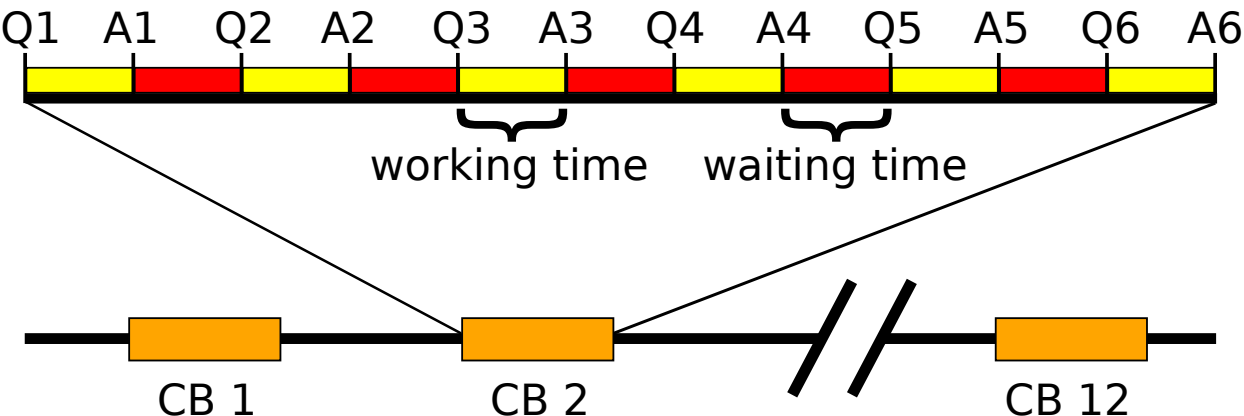 Q1 A1 Q2 A2 Q3 A3 Q4 A4 Q5 A5 Q6 A6
working time waiting time
CB 1 CB 2 CB 12